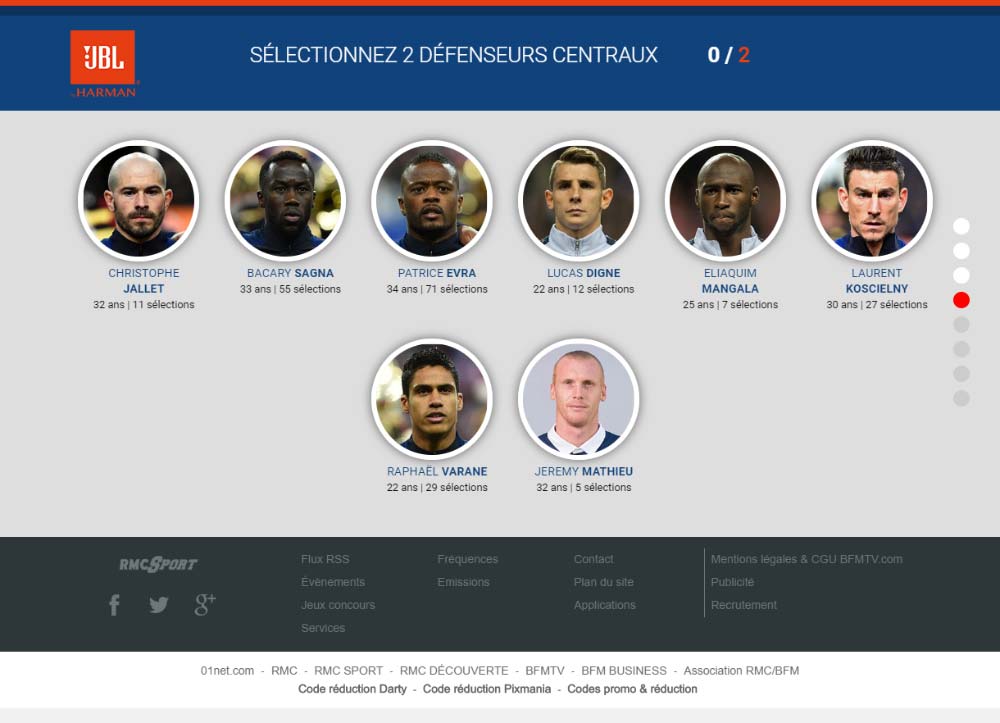 JBL
by HARMAN
SÉLECTIONNEZ 2 DÉFENSEURS CENTRAUX 0 / 2
CHRISTOPHE
JALLET
32 ans | 11 sélections
BACARY SAGNA
33 ans | 55 sélections
PATRICE EVRA
34 ans | 71 sélections
LUCAS DIGNE
22 ans | 12 sélections
ELIAQUIM
MANGALA
25 ans | 7 sélections
LAURENT
KOSCIELNY
30 ans | 27 sélections
RAPHAËL VARANE
22 ans | 29 sélections
JEREMY MATHIEU
32 ans | 5 sélections
RMC SPORT
Flux RSS
Évènements
Jeux concours
Services
Fréquences
Emissions
Contact
Plan du site
Applications
Mentions légales & CGU BFMTV.com
Publicité
Recrutement
01net.com - RMC - RMC SPORT - RMC DÉCOUVERTE - BFMTV - BFM BUSINESS - Association RMC/BFM
Code réduction Darty - Code réduction Pixmania - Codes promo & réduction